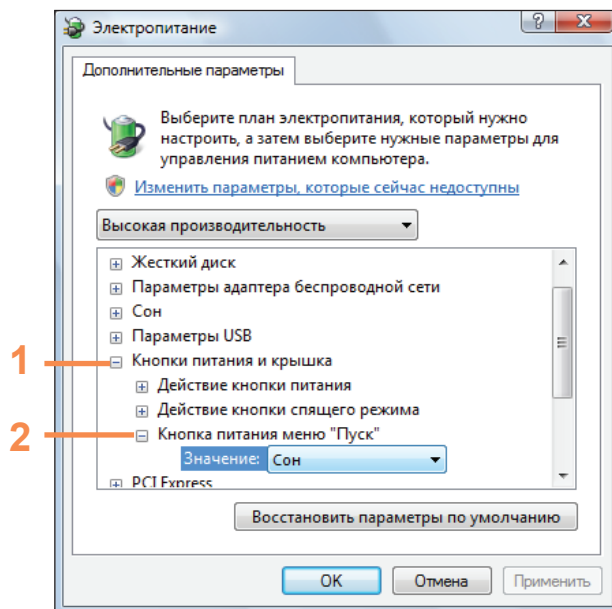 Электропитание
Дополнительные параметры
Выберите план электропитания, который нужно
настроить, а затем выберите нужные параметры для
управления питанием компьютера.
Изменить параметры, которые сейчас недоступны
Высокая производительность
Жесткий диск
Параметры адаптера беспроводной сети
Сон
Параметры USB
1 Кнопки питания и крышка
Действие кнопки питания
Действие кнопки спящего режима
2 Кнопка питания меню "Пуск"
Значение: Сон
PCI Express
Восстановить параметры по умолчанию
OK Отмена Применить